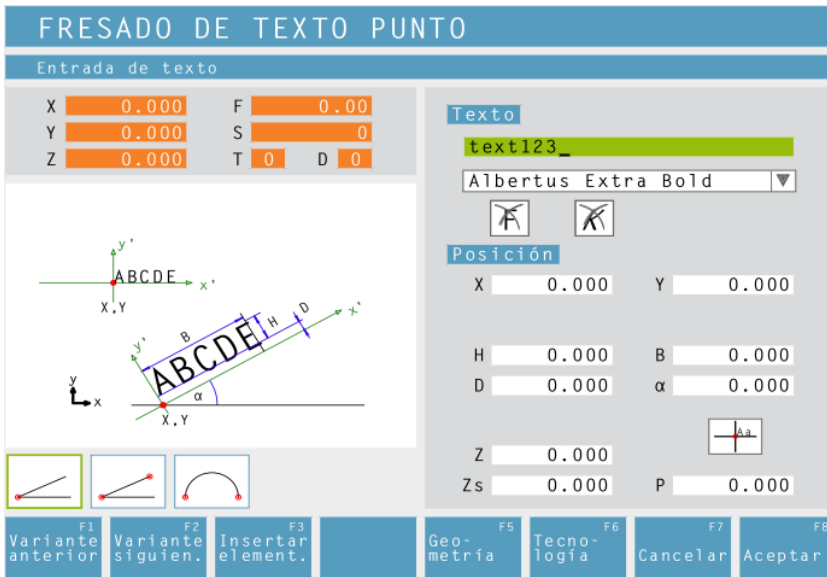 FRESADO DE TEXTO PUNTO
Entrada de texto
X 0.000 F 0.00
Y 0.000 S 0
Z 0.000 T 0 D 0
Texto
text123_
Albertus Extra Bold
F K
Posición
X 0.000 Y 0.000
H 0.000 B 0.000
D 0.000 α 0.000
Aa
Z 0.000
Zs 0.000 P 0.000
y'
ABCDE x'
X,Y
y' B H D x'
ABCDE
α
X,Y
y
x
F1
Variante
anterior
F2
Variante
siguien.
F3
Insertar
element.
F5
Geo-
metría
F6
Tecno-
logía
F7
Cancelar
F8
Aceptar